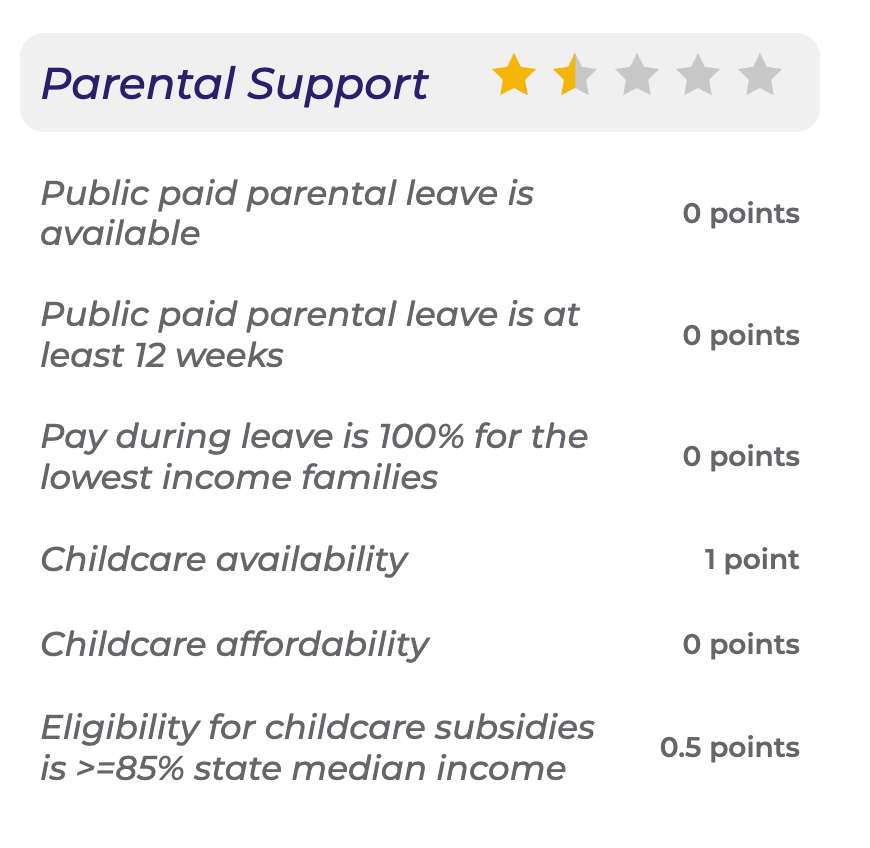 Parental Support
Public paid parental leave is
available
0 points
Public paid parental leave is at
least 12 weeks
0 points
Pay during leave is 100% for the
lowest income families
0 points
Childcare availability
1 point
Childcare affordability
0 points
Eligibility for childcare subsidies
is >=85% state median income
0.5 points